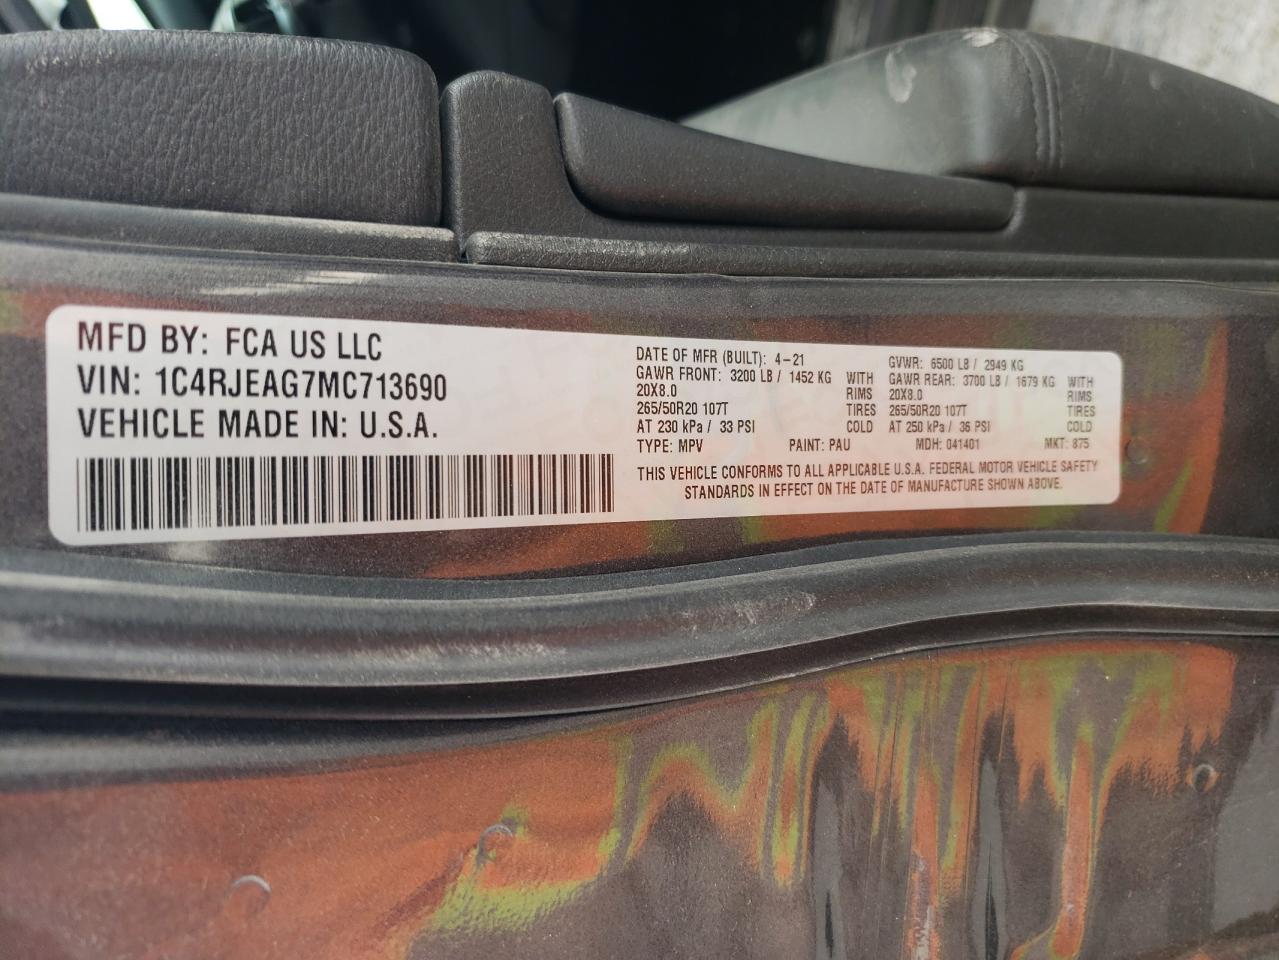 MFD BY: FCA US LLC
VIN: 1C4RJEAG7MC713690
VEHICLE MADE IN: U.S.A.
DATE OF MFR (BUILT): 4-21 GVWR: 6500 LB / 2949 KG
GAWR FRONT: 3200 LB / 1452 KG WITH GAWR REAR: 3700 LB / 1679 KG WITH
20X8.0 RIMS 20X8.0 RIMS
265/50R20 107T TIRES 265/50R20 107T TIRES
AT 230 kPa / 33 PSI COLD AT 250 kPa / 36 PSI COLD
TYPE: MPV PAINT: PAU MDH: 041401 MKT: 875
THIS VEHICLE CONFORMS TO ALL APPLICABLE U.S.A. FEDERAL MOTOR VEHICLE SAFETY
STANDARDS IN EFFECT ON THE DATE OF MANUFACTURE SHOWN ABOVE.